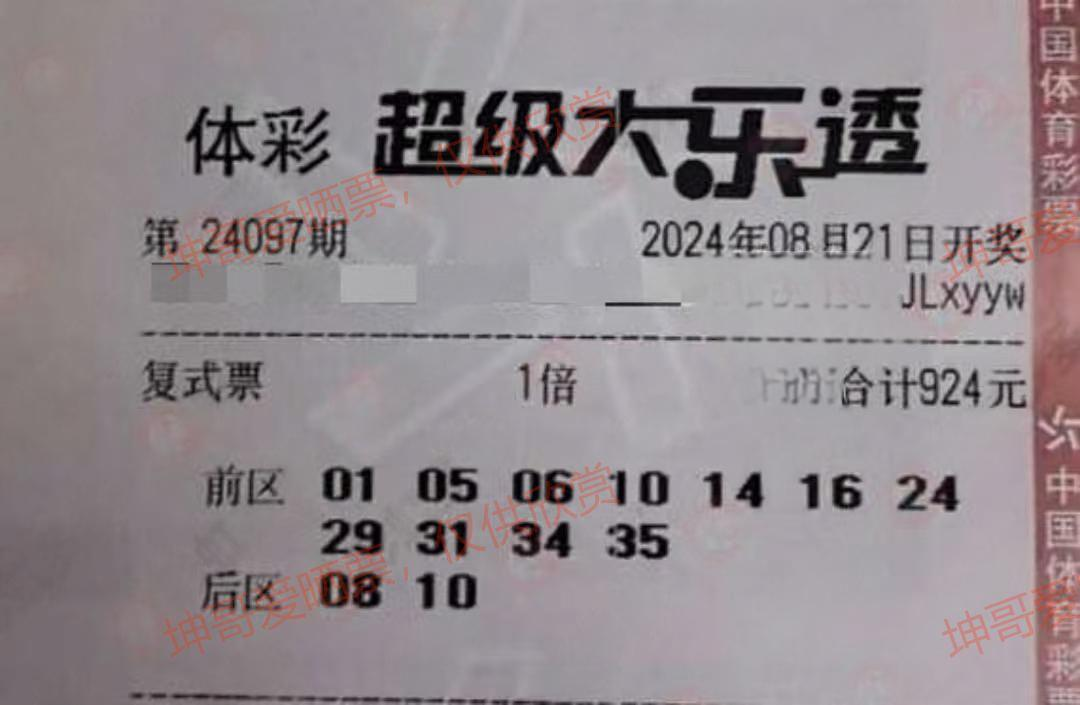 体彩 超级大乐透
第 24097期 2024年08月21日开奖
JLxyyw
复式票 1倍 合计924元
前区 01 05 06 10 14 16 24
29 31 34 35
后区 08 10
中国体育彩票
中国体育彩票
坤哥爱晒票，仅供欣赏
坤哥爱
坤哥爱晒票，仅供欣赏
坤哥爱